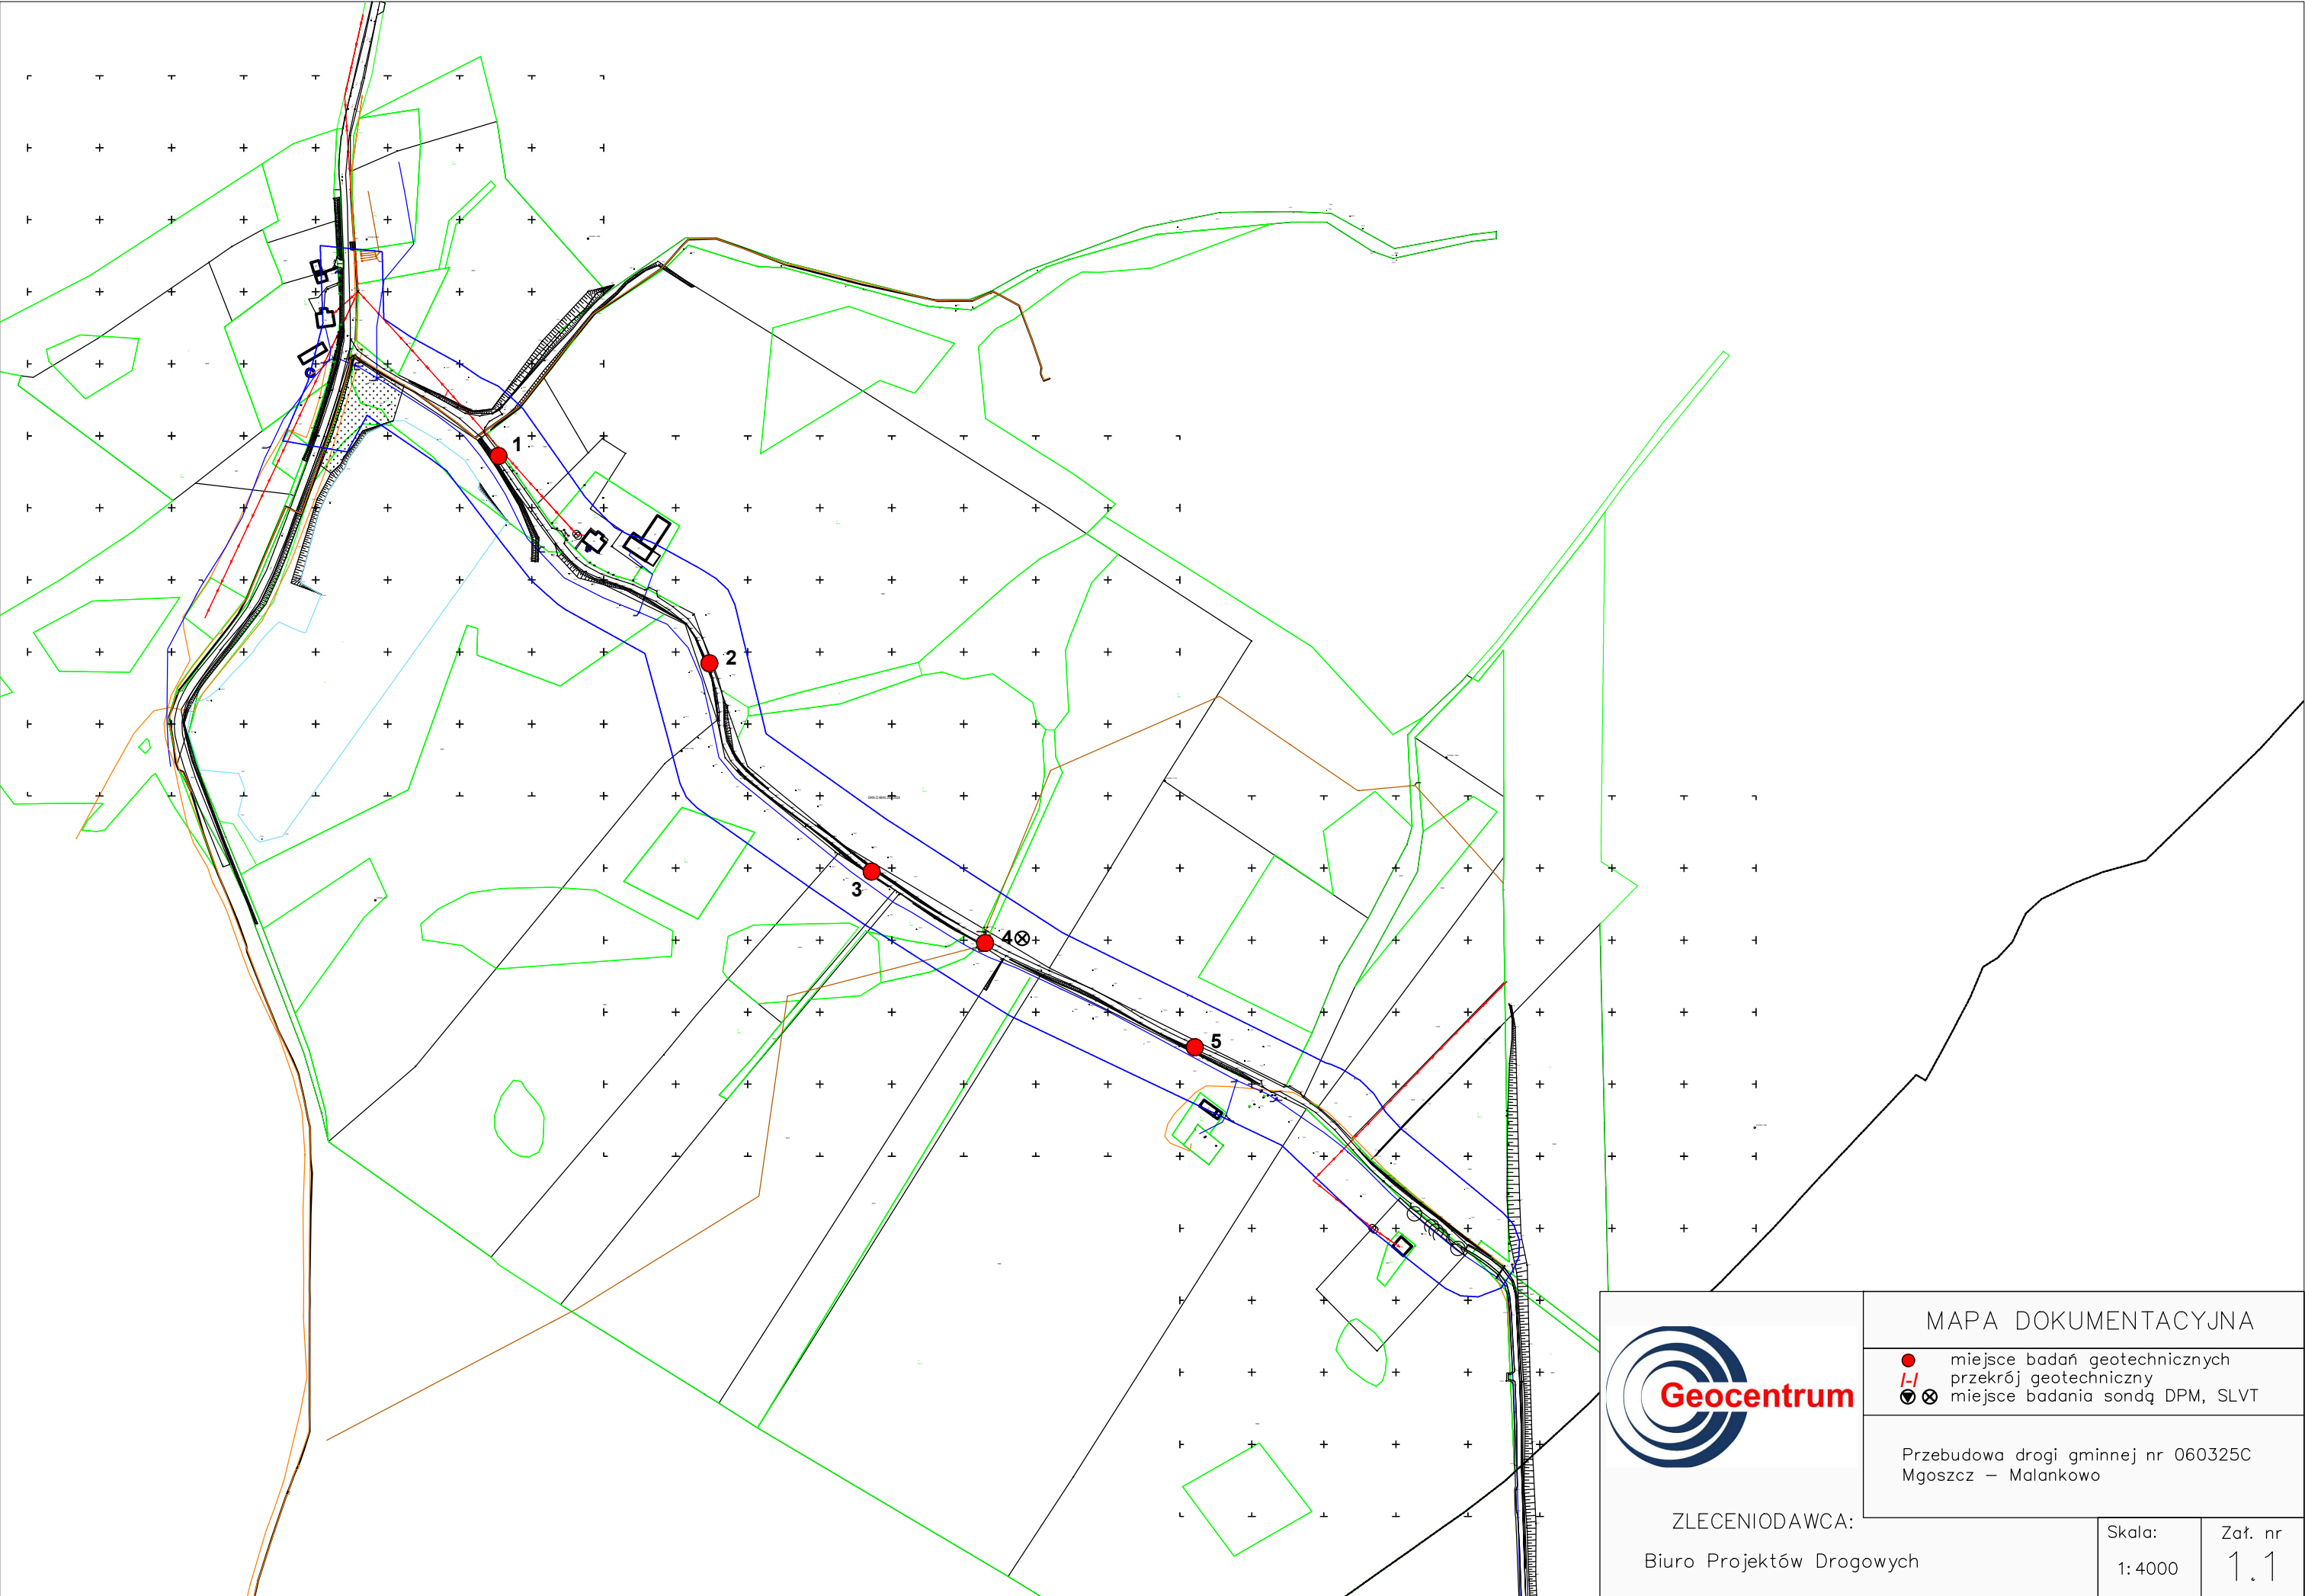 1
2
3
4
5
Geocentrum
MAPA DOKUMENTACYJNA
miejsce badań geotechnicznych
I-I przekrój geotechniczny
miejsce badania sondą DPM, SLVT
Przebudowa drogi gminnej nr 060325C
Mgoszcz – Malankowo
ZLECENIODAWCA:
Biuro Projektów Drogowych
Skala:
1:4000
Zał. nr
1.1